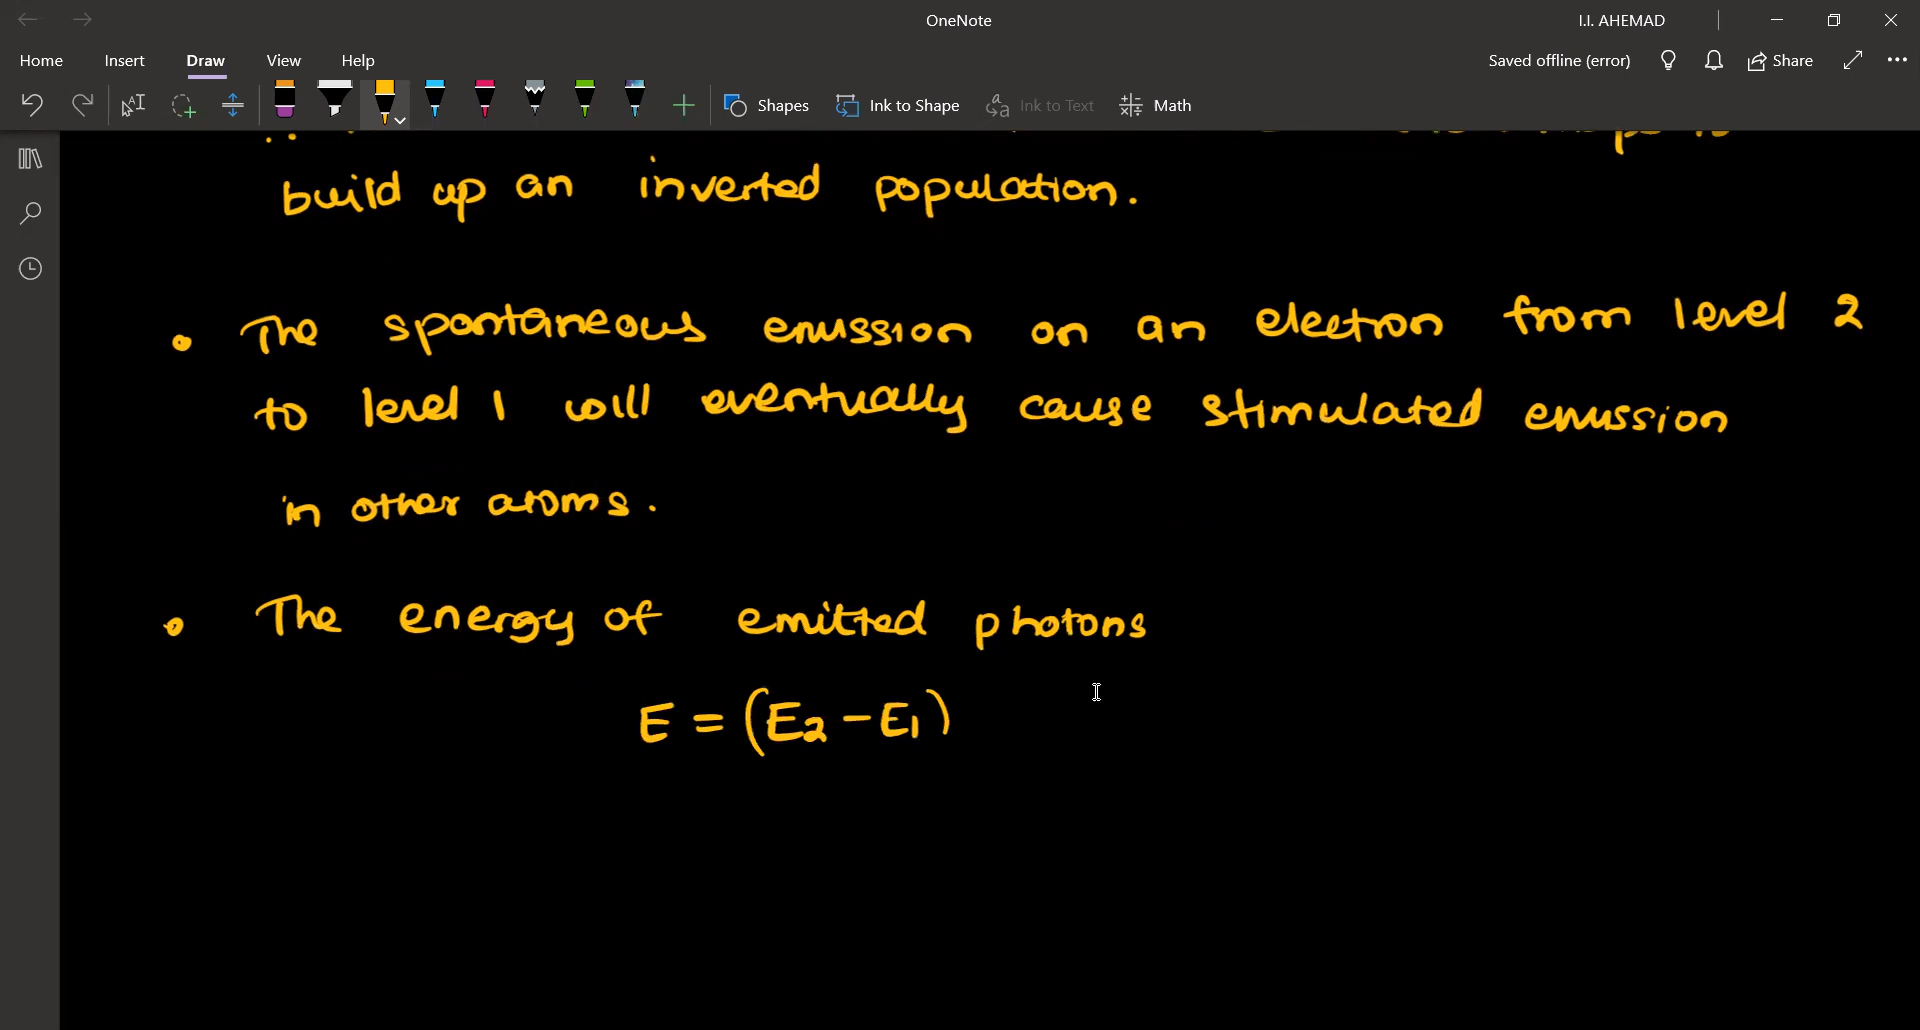 OneNote
I.I. AHEMAD
Home Insert Draw View Help
Saved offline (error) Share
Shapes Ink to Shape Ink to Text Math
build up an inverted population.
• The spontaneous emission on an electron from level 2
to level 1 will eventually cause stimulated emission
in other atoms.
• The energy of emitted photons
E = (E₂ - E₁)